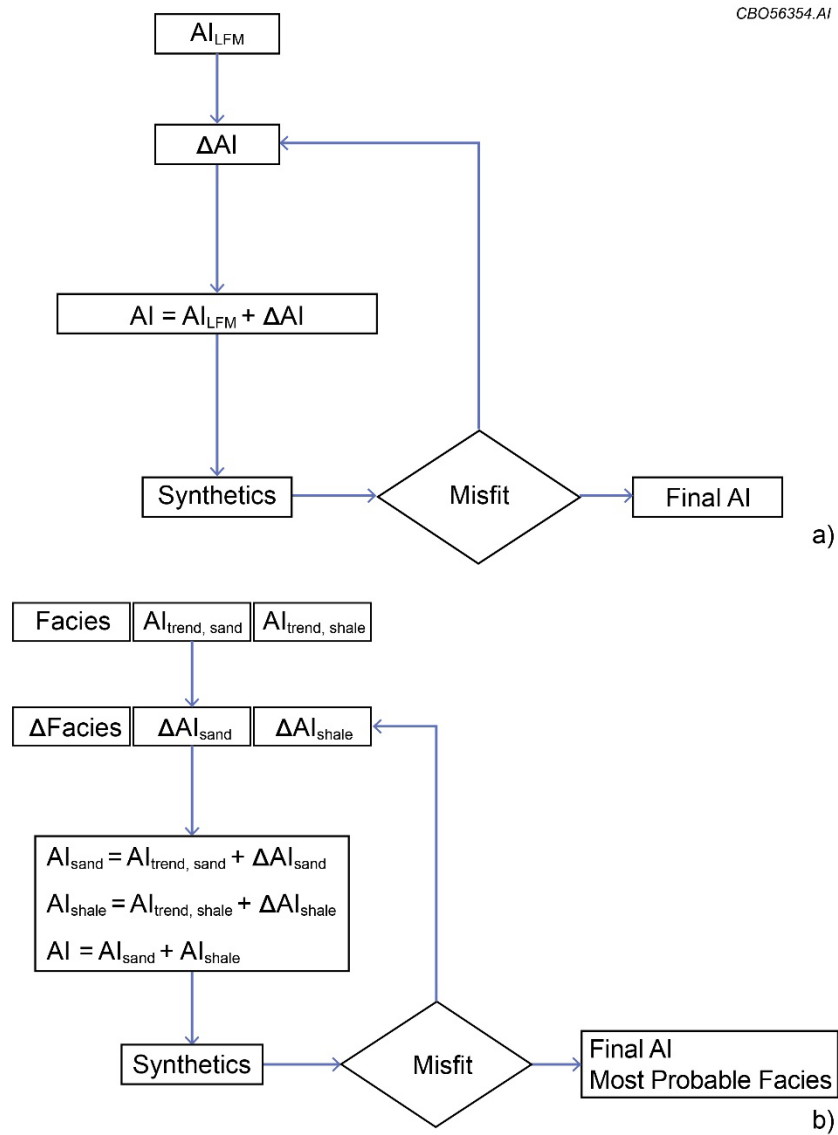 CBO56354.AI
AI_LFM
ΔAI
AI = AI_LFM + ΔAI
Synthetics
Misfit
Final AI
a)
Facies
AI_trend, sand
AI_trend, shale
ΔFacies
ΔAI_sand
ΔAI_shale
AI_sand = AI_trend, sand + ΔAI_sand
AI_shale = AI_trend, shale + ΔAI_shale
AI = AI_sand + AI_shale
Synthetics
Misfit
Final AI
Most Probable Facies
b)